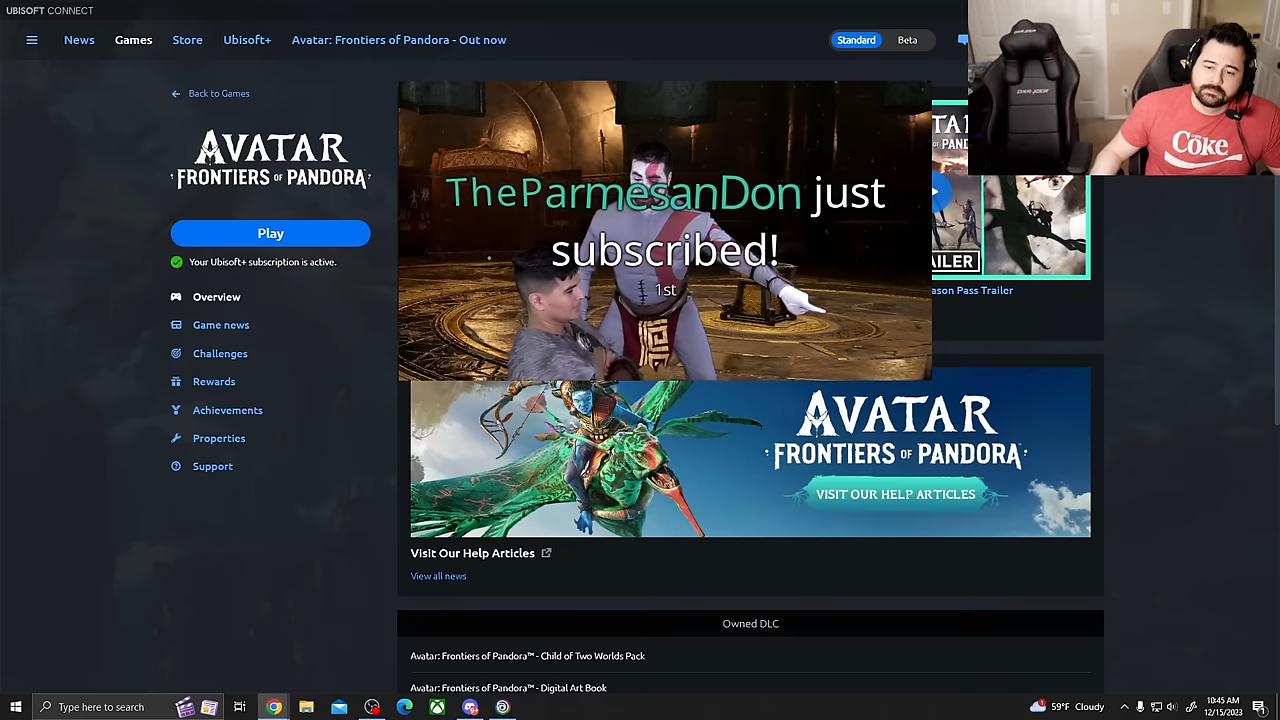 UBISOFT CONNECT
News
Games
Store
Ubisoft+
Avatar: Frontiers of Pandora - Out now
Standard
Beta
Back to Games
AVATAR
FRONTIERS OF PANDORA
Play
Your Ubisoft+ subscription is active.
Overview
Game news
Challenges
Rewards
Achievements
Properties
Support
TheParmesanDon just
subscribed!
1st
Coke
ason Pass Trailer
AVATAR
FRONTIERS OF PANDORA
VISIT OUR HELP ARTICLES
Visit Our Help Articles
View all news
Owned DLC
Avatar: Frontiers of Pandora™ - Child of Two Worlds Pack
Avatar: Frontiers of Pandora™ - Digital Art Book
Type here to search
59°F Cloudy
10:45 AM
12/15/2023